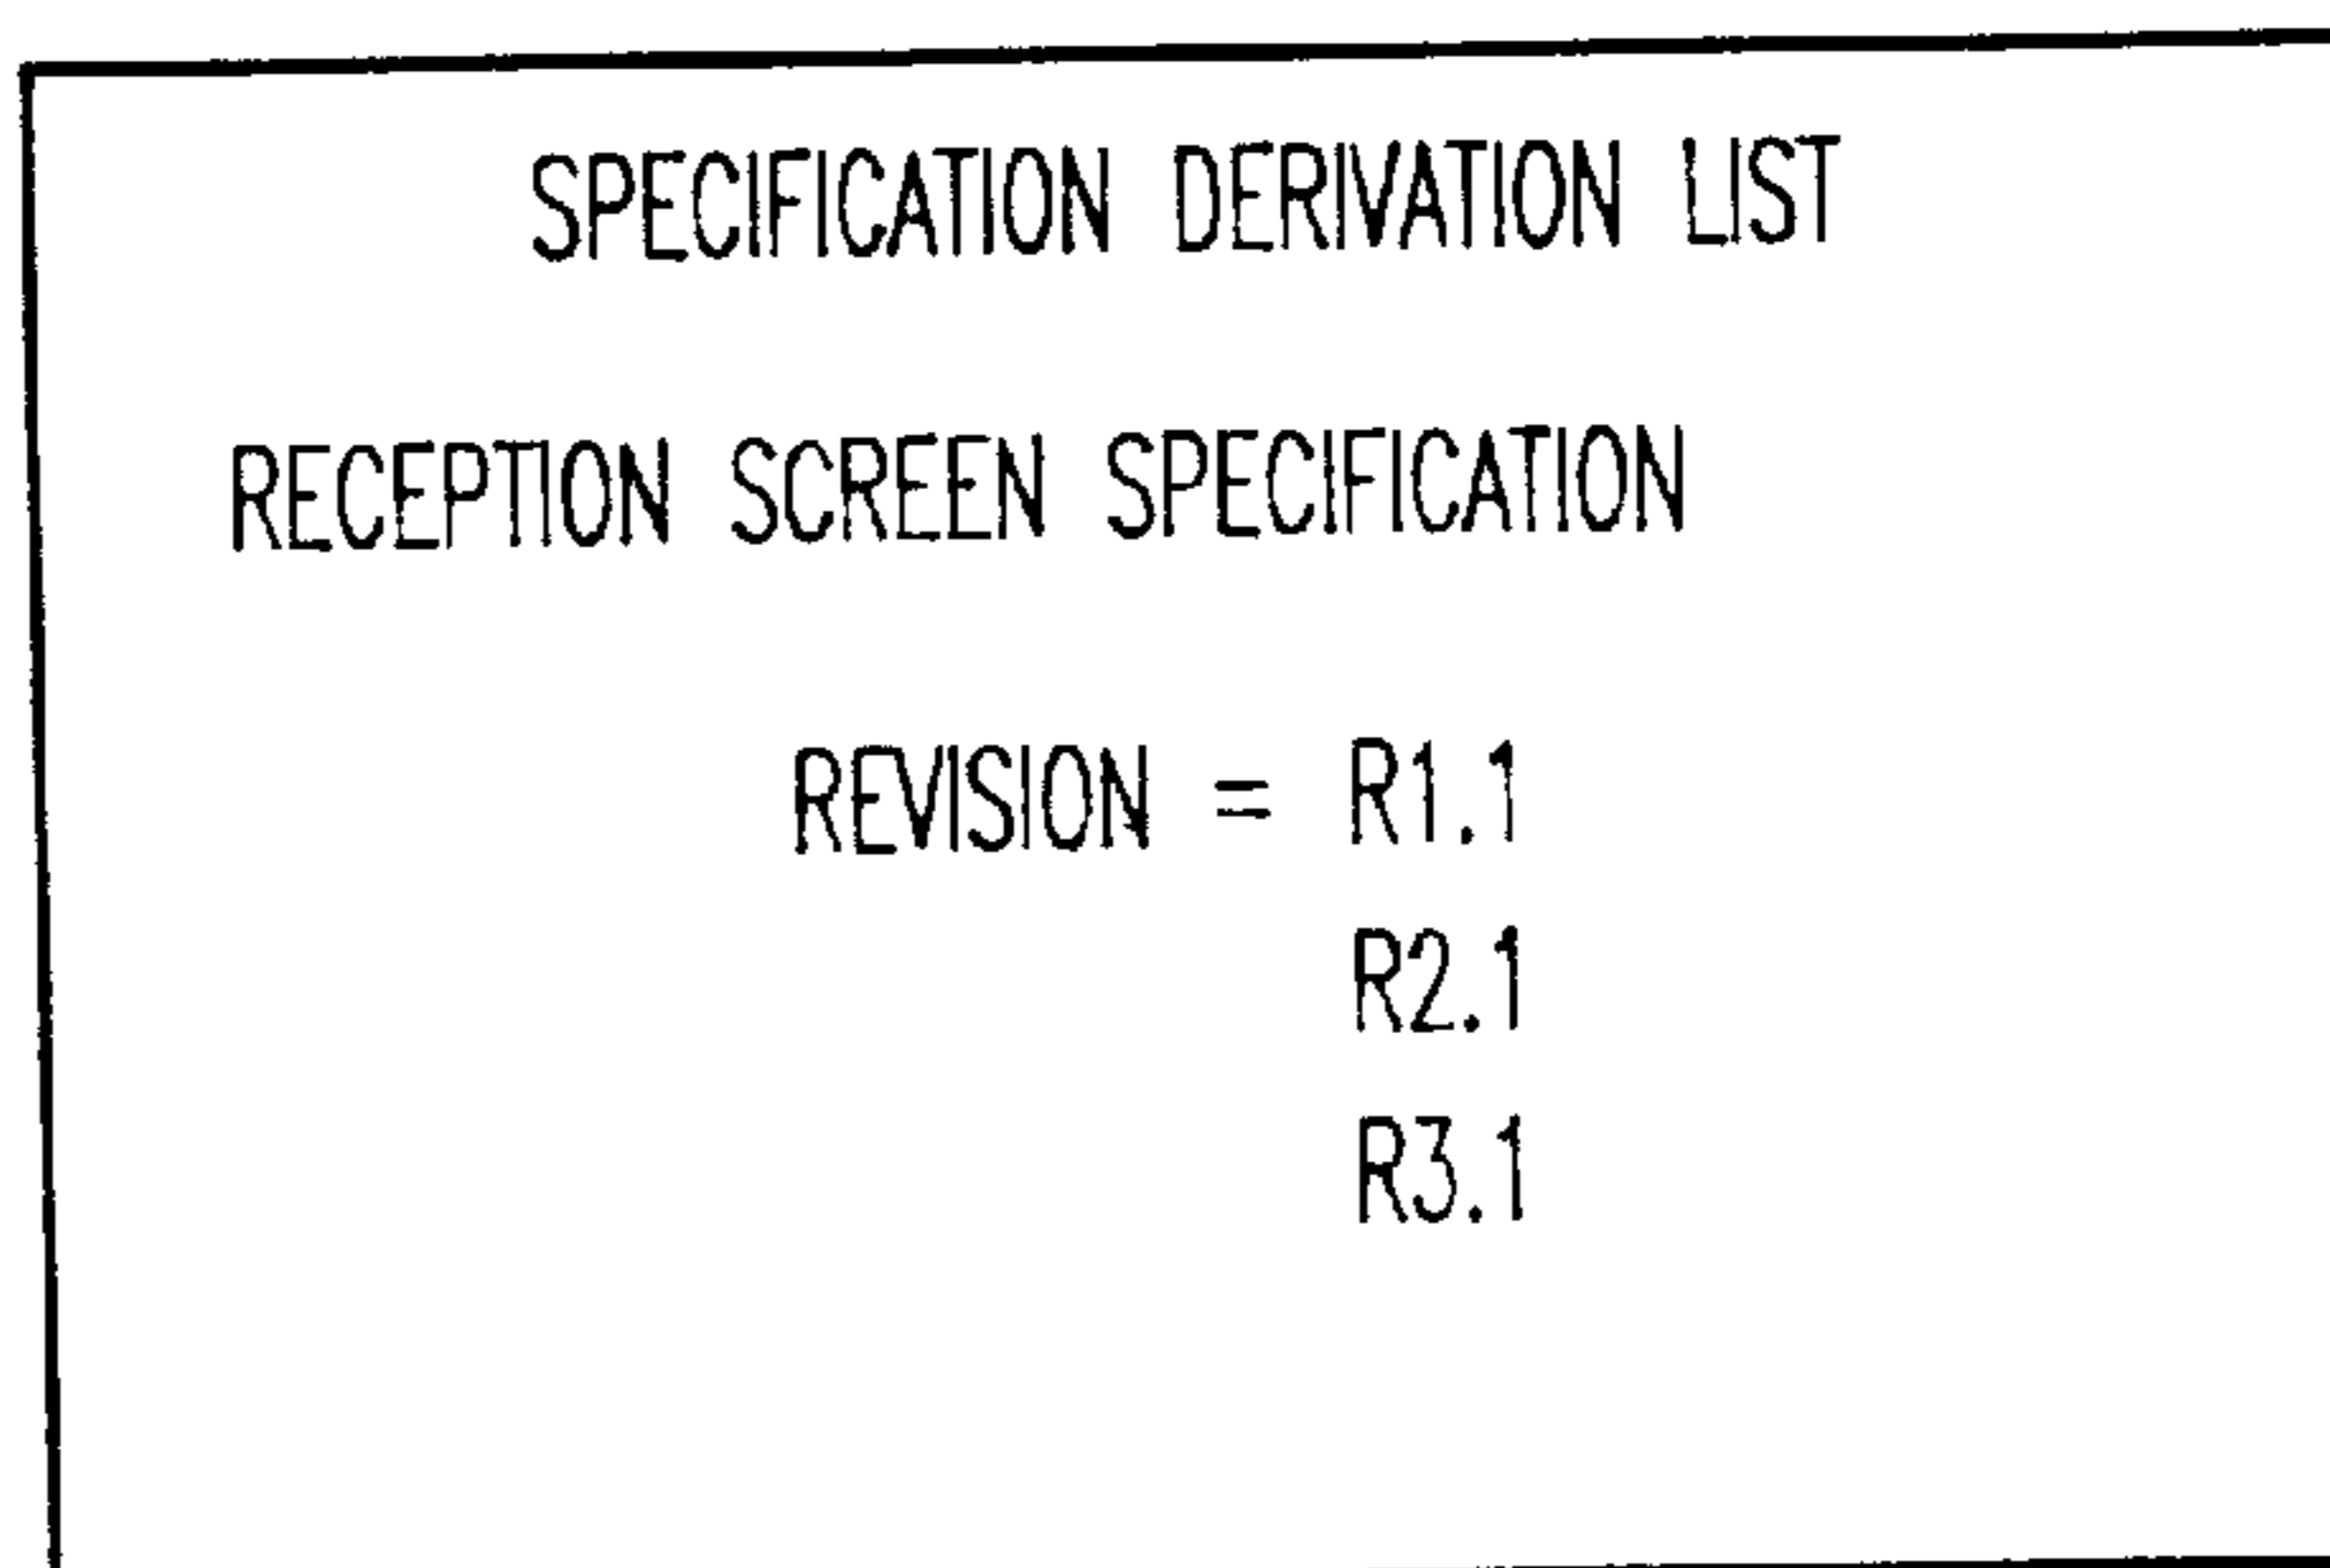 SPECIFICATION DERIVATION LIST
RECEPTION SCREEN SPECIFICATION
REVISION = R1.1
R2.1
R3.1